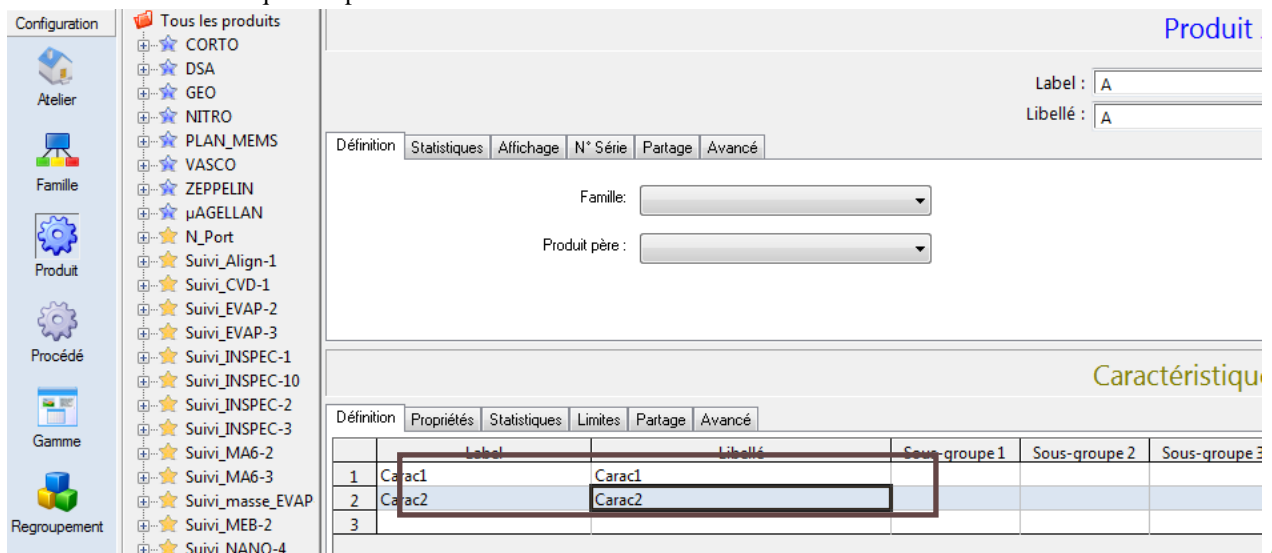 Configuration
Atelier
Famille
Produit
Procédé
Gamme
Regroupement
Tous les produits
CORTO
DSA
GEO
NITRO
PLAN_MEMS
VASCO
ZEPPELIN
µAGELLAN
N_Port
Suivi_Align-1
Suivi_CVD-1
Suivi_EVAP-2
Suivi_EVAP-3
Suivi_INSPEC-1
Suivi_INSPEC-10
Suivi_INSPEC-2
Suivi_INSPEC-3
Suivi_MA6-2
Suivi_MA6-3
Suivi_masse_EVAP
Suivi_MEB-2
Suivi_NANO-4
Produit
Label : A
Libellé : A
Définition Statistiques Affichage N° Série Partage Avancé
Famille:
Produit père :
Caractéristiqu
Définition Propriétés Statistiques Limites Partage Avancé
Label Libellé Sous-groupe 1 Sous-groupe 2 Sous-groupe 3
1 Carac1 Carac1
2 Carac2 Carac2
3